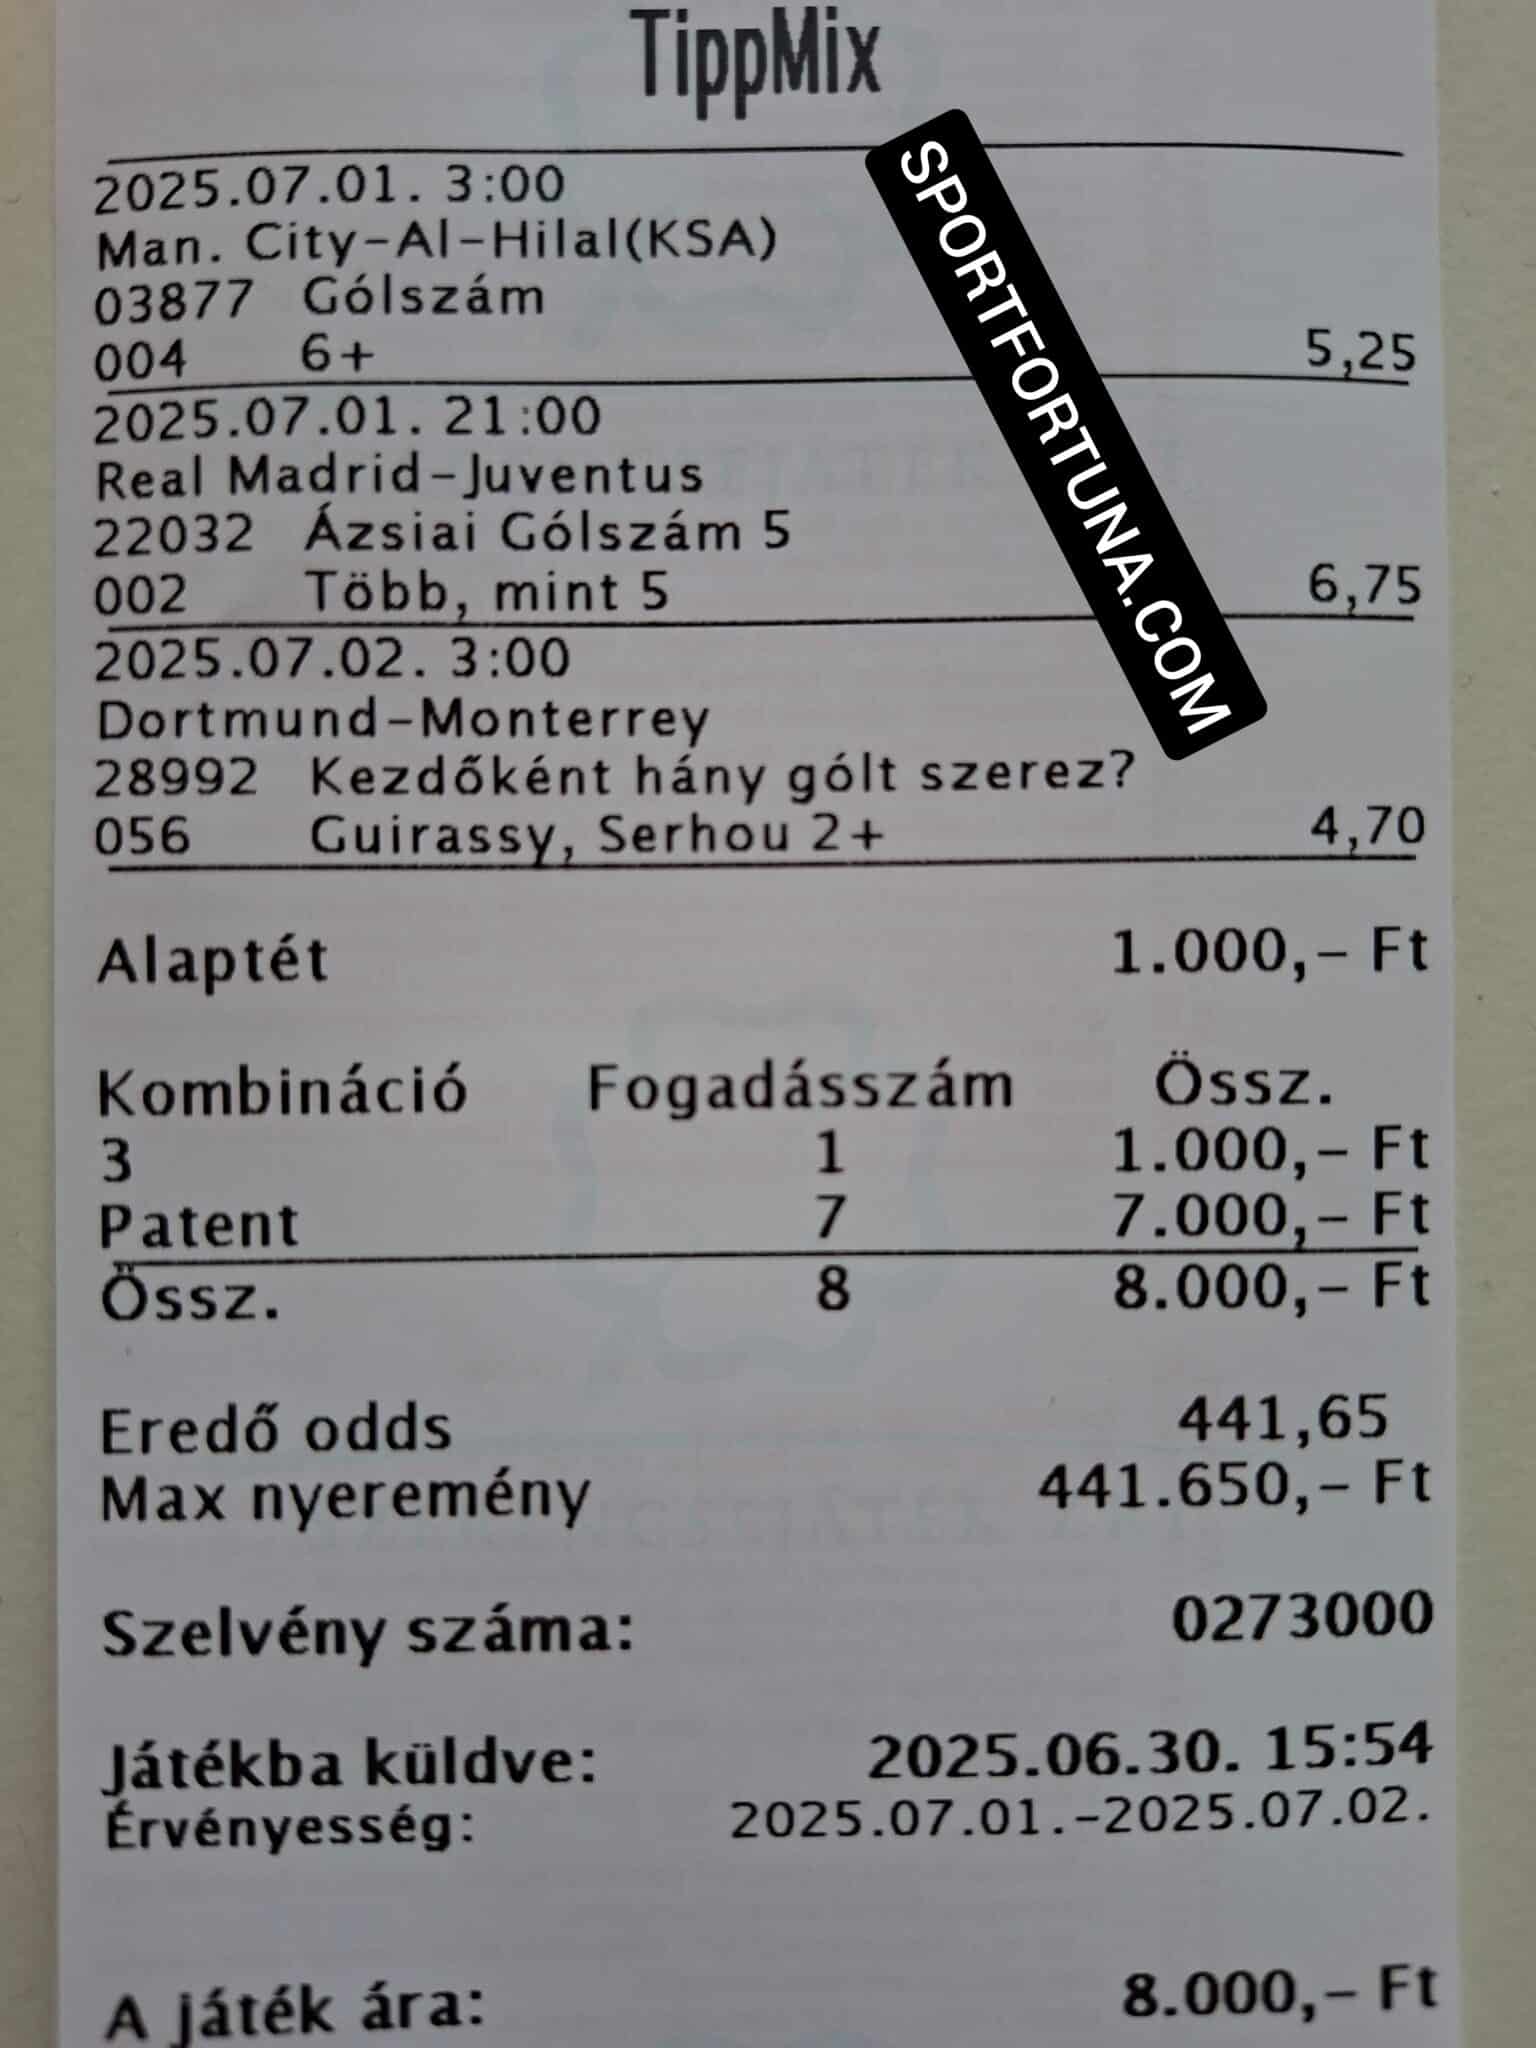 TippMix
SPORTFORTUNA.COM
2025.07.01. 3:00
Man. City-Al-Hilal(KSA)
03877 Gólszám
004 6+ 5,25
2025.07.01. 21:00
Real Madrid-Juventus
22032 Ázsiai Gólszám 5
002 Több, mint 5 6,75
2025.07.02. 3:00
Dortmund-Monterrey
28992 Kezdőként hány gólt szerez?
056 Guirassy, Serhou 2+ 4,70
Alaptét 1.000,- Ft
Kombináció Fogadásszám Össz.
3 1 1.000,- Ft
Patent 7 7.000,- Ft
Össz. 8 8.000,- Ft
Eredő odds 441,65
Max nyeremény 441.650,- Ft
Szelvény száma: 0273000
Játékba küldve: 2025.06.30. 15:54
Érvényesség: 2025.07.01.-2025.07.02.
A játék ára: 8.000,- Ft